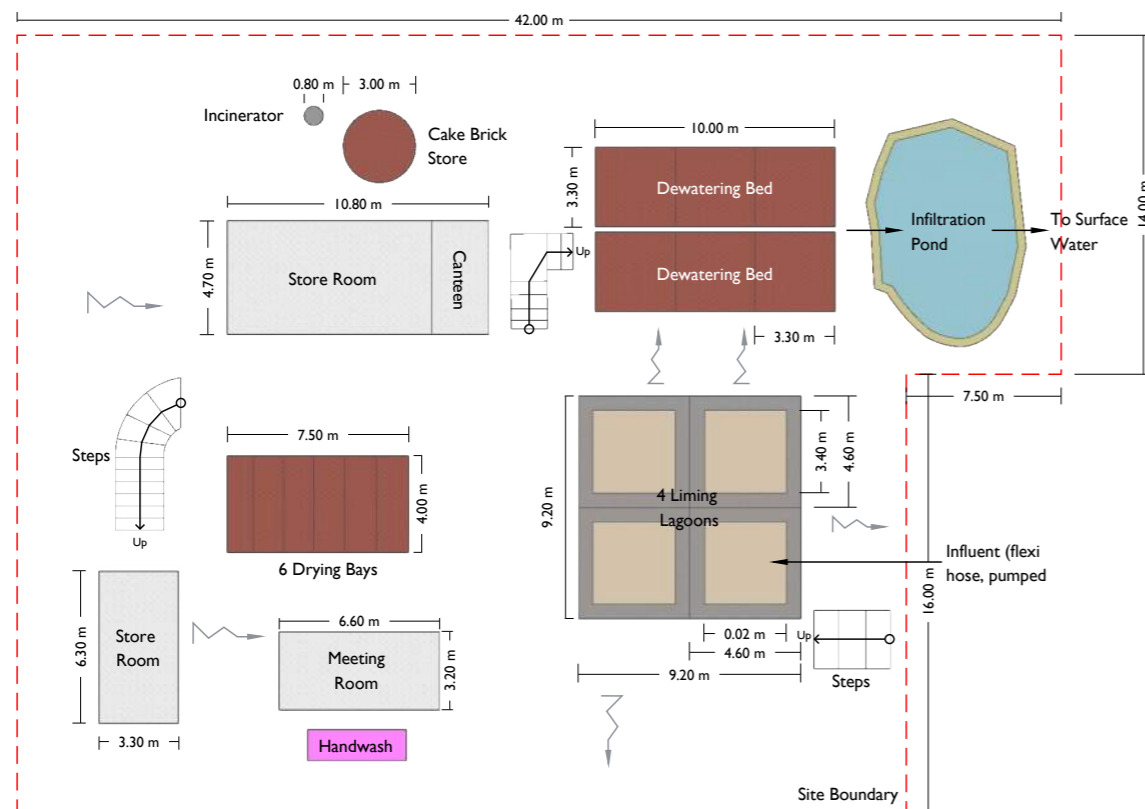 42.00 m
0.80 m
3.00 m
Incinerator
Cake Brick
Store
10.00 m
3.30 m
Dewatering Bed
Infiltration
Pond
To Surface
Water
14.00 m
10.80 m
4.70 m
Store Room
Canteen
Up
Dewatering Bed
3.30 m
7.50 m
Steps
Up
7.50 m
4.00 m
6 Drying Bays
9.20 m
3.40 m
4.60 m
4 Liming
Lagoons
Influent (flexi
hose, pumped
16.00 m
0.02 m
4.60 m
9.20 m
Up
Steps
6.30 m
Store
Room
3.30 m
6.60 m
Meeting
Room
3.20 m
Handwash
Site Boundary